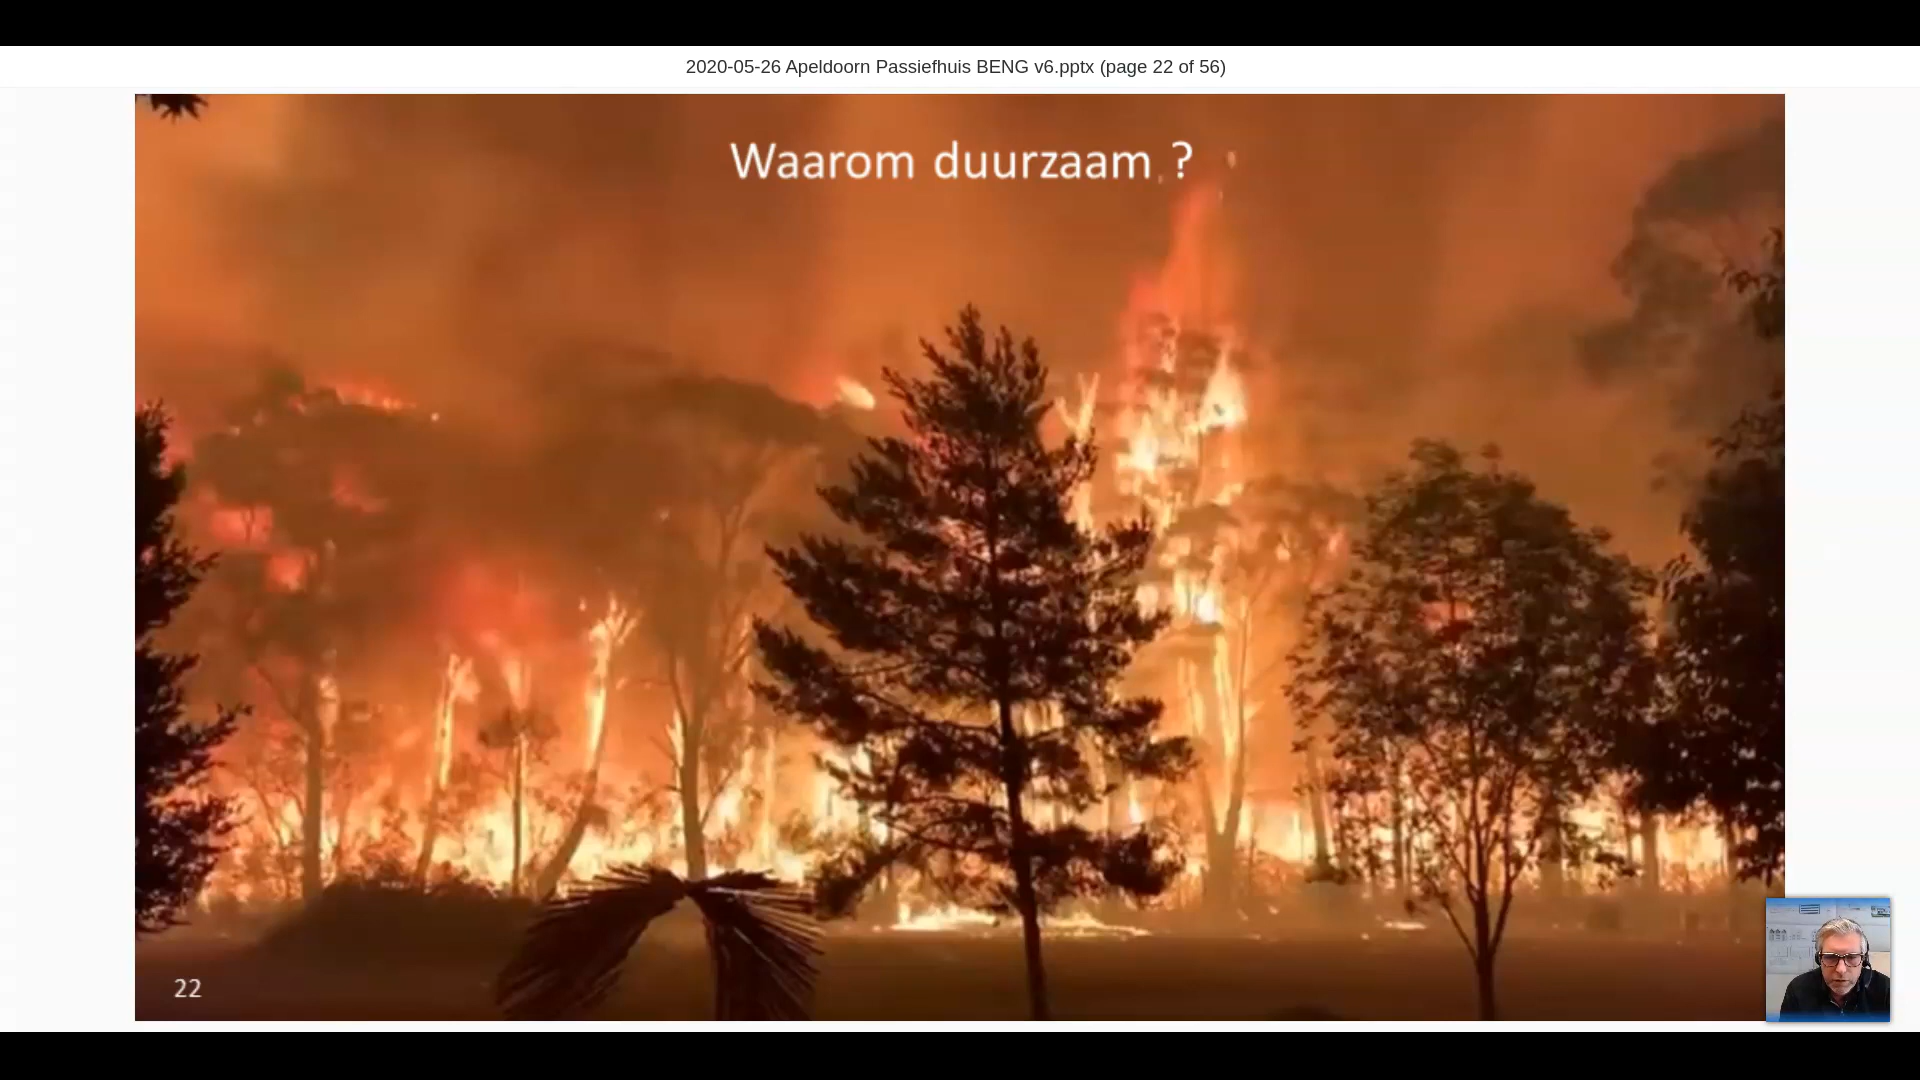 2020-05-26 Apeldoorn Passiefhuis BENG v6.pptx (page 22 of 56)
Waarom duurzaam ?
22